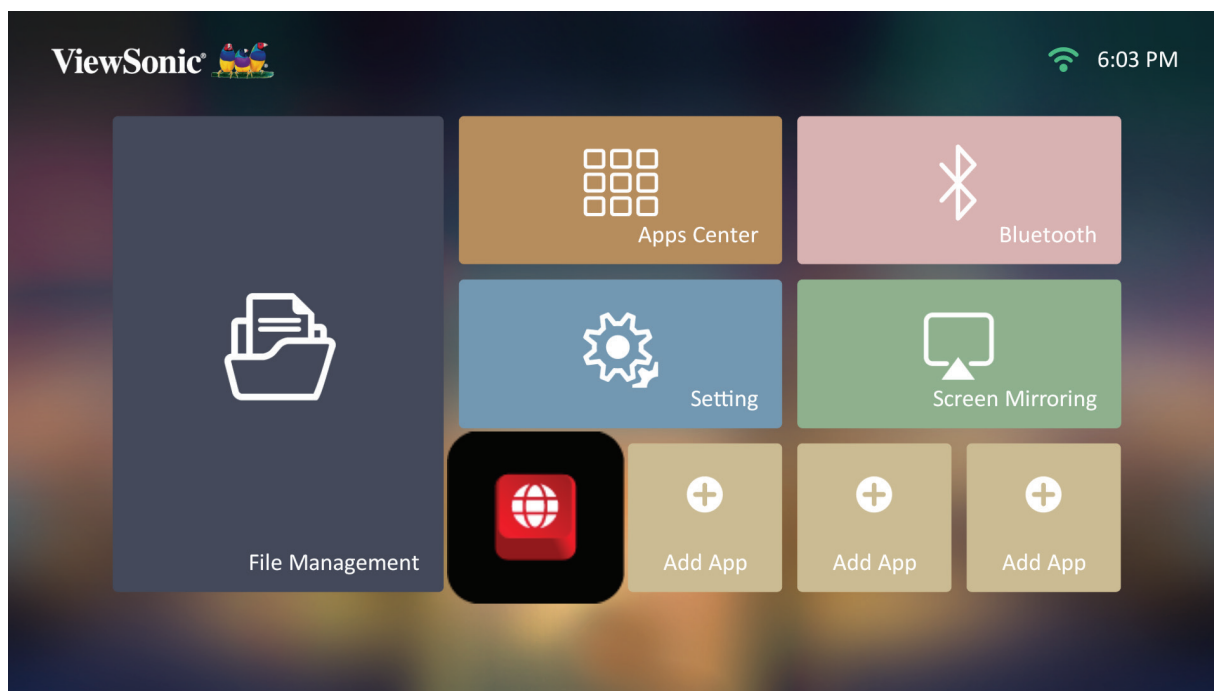 ViewSonic®
6:03 PM
Apps Center
Bluetooth
Setting
Screen Mirroring
File Management
Add App
Add App
Add App